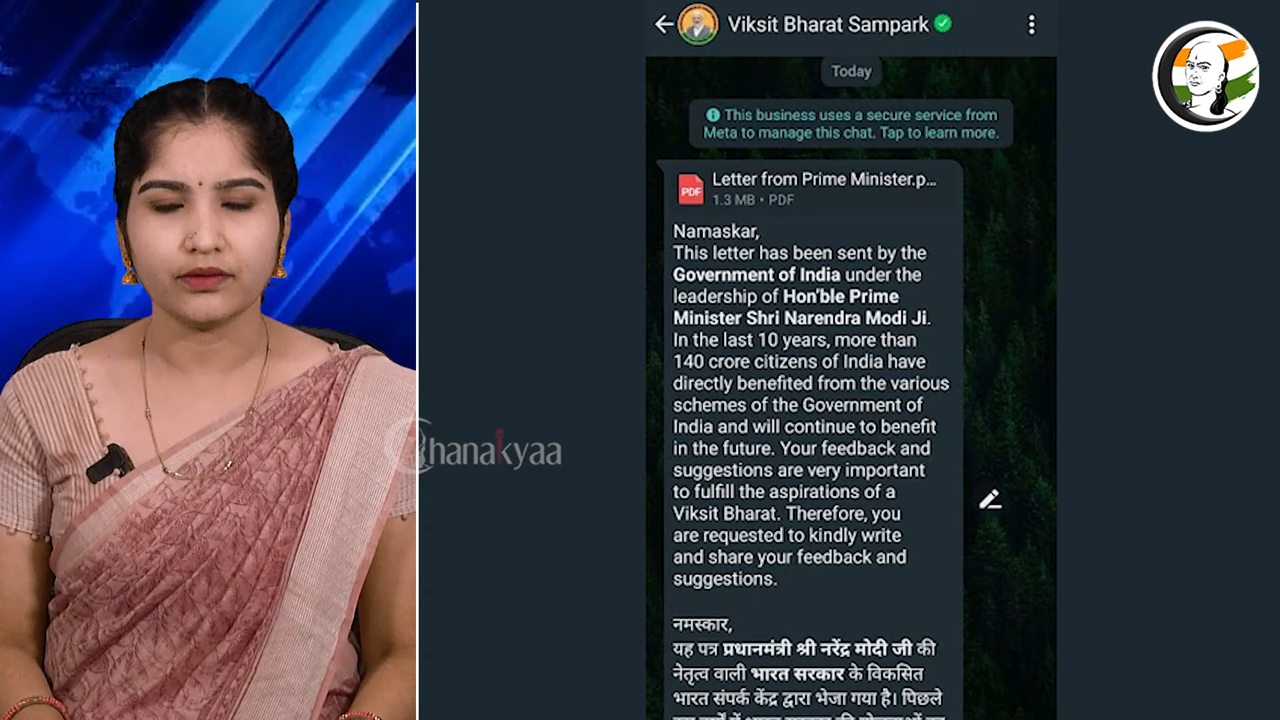 Viksit Bharat Sampark
Today
This business uses a secure service from
Meta to manage this chat. Tap to learn more.
PDF
Letter from Prime Minister.p...
1.3 MB • PDF
Namaskar,
This letter has been sent by the
Government of India under the
leadership of Hon'ble Prime
Minister Shri Narendra Modi Ji.
In the last 10 years, more than
140 crore citizens of India have
directly benefited from the various
schemes of the Government of
India and will continue to benefit
in the future. Your feedback and
suggestions are very important
to fulfill the aspirations of a
Viksit Bharat. Therefore, you
are requested to kindly write
and share your feedback and
suggestions.
नमस्कार,
यह पत्र प्रधानमंत्री श्री नरेंद्र मोदी जी की
नेतृत्व वाली भारत सरकार के विकसित
भारत संपर्क केंद्र द्वारा भेजा गया है। पिछले
Chanakyaa